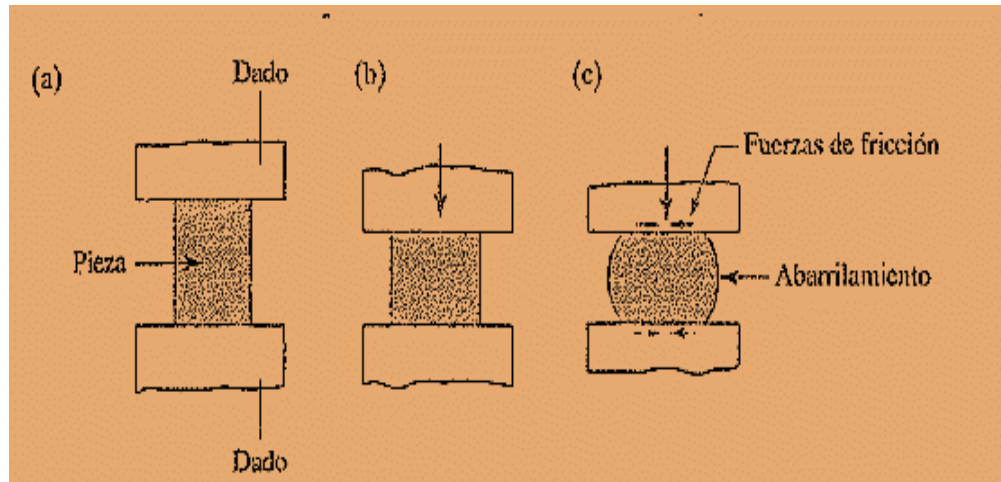 (a)
Dado
(b)
(c)
Fuerzas de fricción
Pieza
Abarrilamiento
Dado